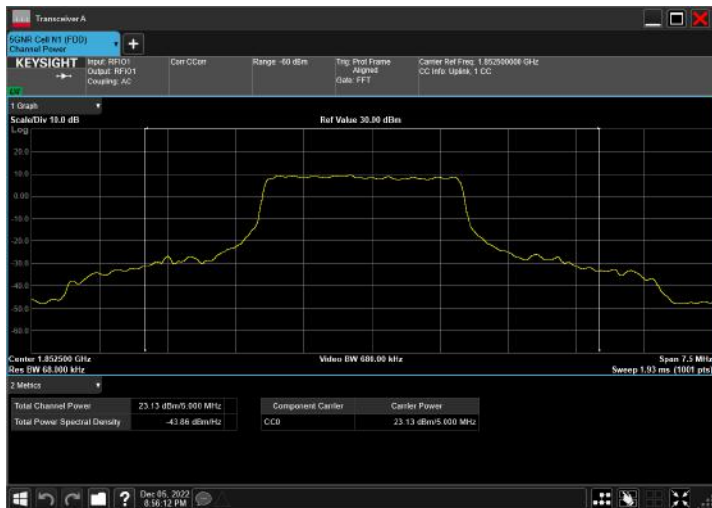 Transceiver A
5GNR Cell N1 (FDD)
Channel Power
KEYSIGHT
Input: RFIO1
Output: RFIO1
Coupling: AC
Corr CCorr
Range: -60 dBm
Trig: Prot Frame
Aligned
Gate: FFT
Carrier Ref Freq: 1.852500000 GHz
CC Info: Uplink, 1 CC
1 Graph
Scale/Div 10.0 dB
Ref Value 30.00 dBm
Log
20.0
10.0
0.00
-10.0
-20.0
-30.0
-40.0
-50.0
-60.0
Center 1.852500 GHz
Video BW 680.00 kHz
Span 7.5 MHz
Res BW 68.000 kHz
Sweep 1.93 ms (1001 pts)
2 Metrics
Total Channel Power 23.13 dBm/5.000 MHz
Total Power Spectral Density -43.86 dBm/Hz
Component Carrier Carrier Power
CC0 23.13 dBm/5.000 MHz
?
Dec 05, 2022
8:56:12 PM